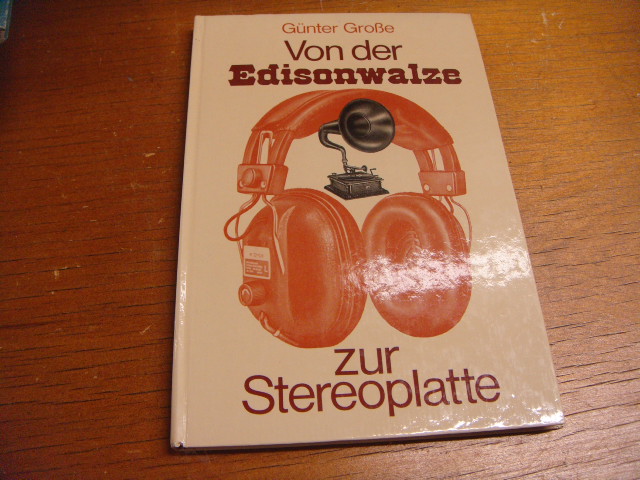 Günter Große
Von der
Edisonwalze
zur
Stereoplatte